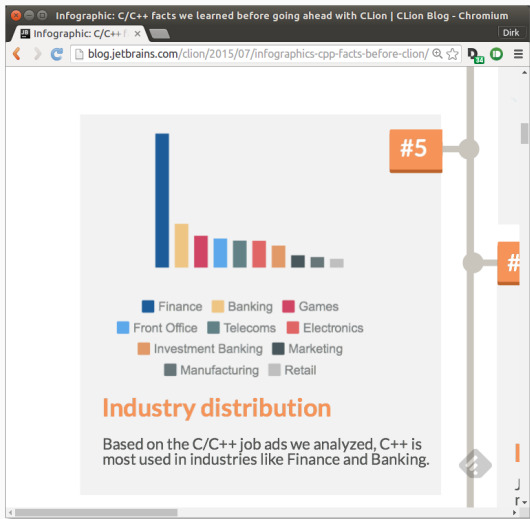 Infographic: C/C++ facts we learned before going ahead with CLion | CLion Blog - Chromium
Infographic: C/C++ f
Dirk
blog.jetbrains.com/clion/2015/07/infographics-cpp-facts-before-clion/
34
#5
#
Finance Banking Games
Front Office Telecoms Electronics
Investment Banking Marketing
Manufacturing Retail
Industry distribution
Based on the C/C++ job ads we analyzed, C++ is
most used in industries like Finance and Banking.